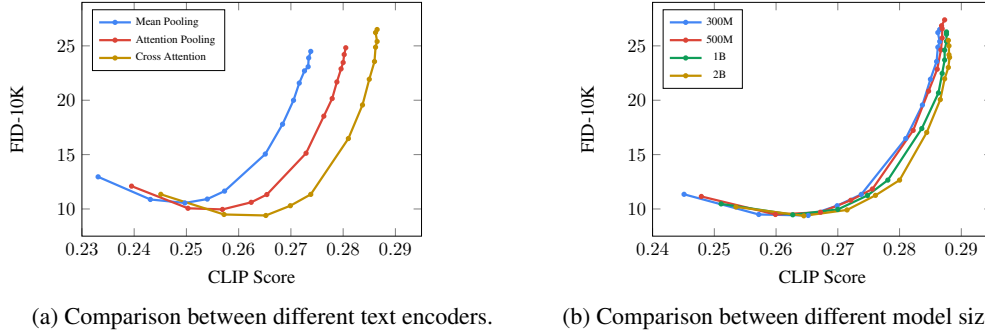 25
20
15
10
FID-10K
Mean Pooling
Attention Pooling
Cross Attention
0.23 0.24 0.25 0.26 0.27 0.28 0.29
CLIP Score
(a) Comparison between different text encoders.
25
20
15
10
FID-10K
300M
500M
1B
2B
0.24 0.25 0.26 0.27 0.28 0.29
CLIP Score
(b) Comparison between different model siz